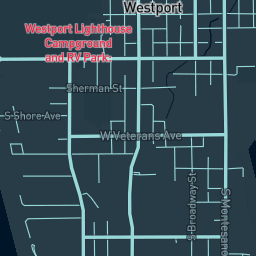 Westport
Westport Lighthouse
Campground
and RV Park:
Sherman St
S Shore Ave
W Veterans Ave
S Broadway St
S Montesano